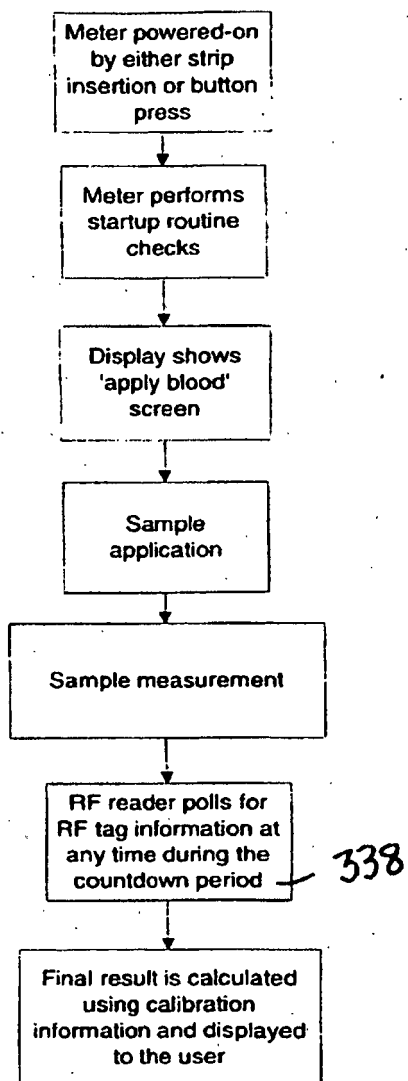 Meter powered-on
by either strip
insertion or button
press
Meter performs
startup routine
checks
Display shows
'apply blood'
screen
Sample
application
Sample measurement
RF reader polls for
RF tag information at
any time during the
countdown period
338
Final result is calculated
using calibration
information and displayed
to the user